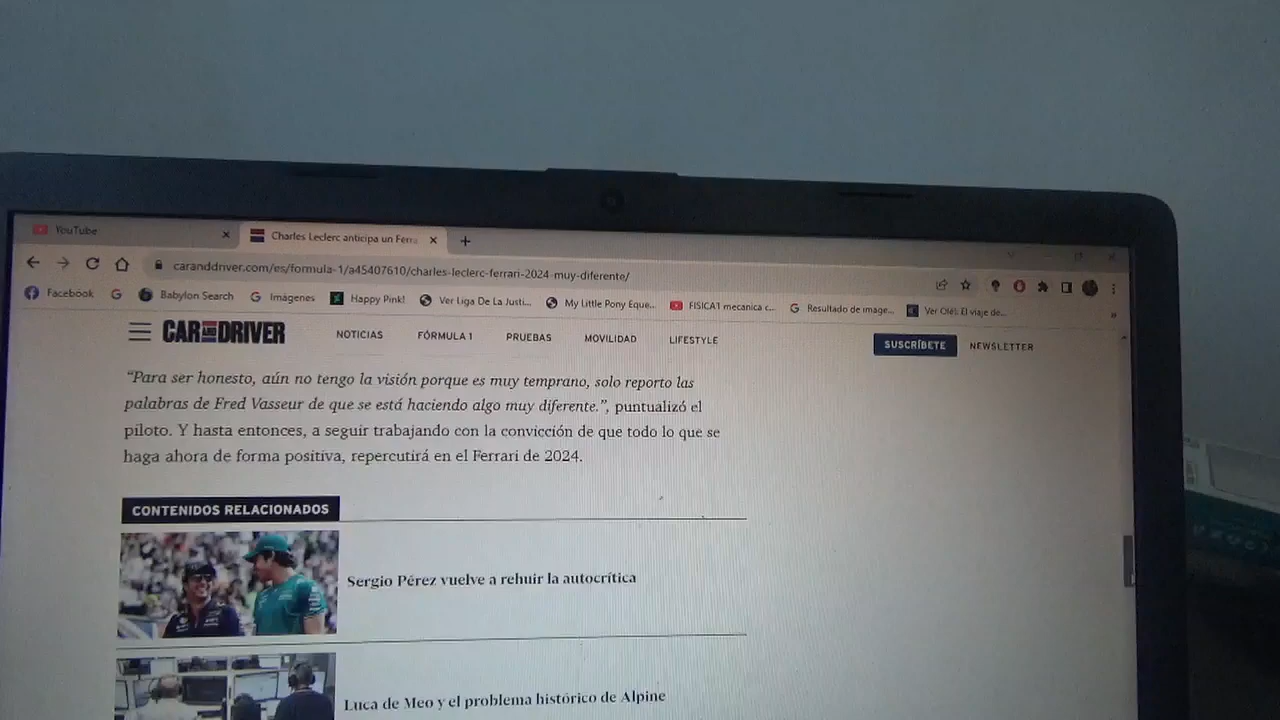 YouTube
Charles Leclerc anticipa un Ferra
caranddriver.com/es/formula-1/a45407610/charles-leclerc-ferrari-2024-muy-diferente/
Facebook
Babylon Search
Imágenes
Happy Pink!
Ver Liga De La Justi...
My Little Pony Eque...
FISICA1 mecanica c...
Resultado de image...
Ver Olé!. El viaje de...
CAR AND DRIVER
NOTICIAS
FÓRMULA 1
PRUEBAS
MOVILIDAD
LIFESTYLE
SUSCRÍBETE
NEWSLETTER
“Para ser honesto, aún no tengo la visión porque es muy temprano, solo reporto las
palabras de Fred Vasseur de que se está haciendo algo muy diferente.”, puntualizó el
piloto. Y hasta entonces, a seguir trabajando con la convicción de que todo lo que se
haga ahora de forma positiva, repercutirá en el Ferrari de 2024.
CONTENIDOS RELACIONADOS
Sergio Pérez vuelve a rehuir la autocrítica
Luca de Meo y el problema histórico de Alpine